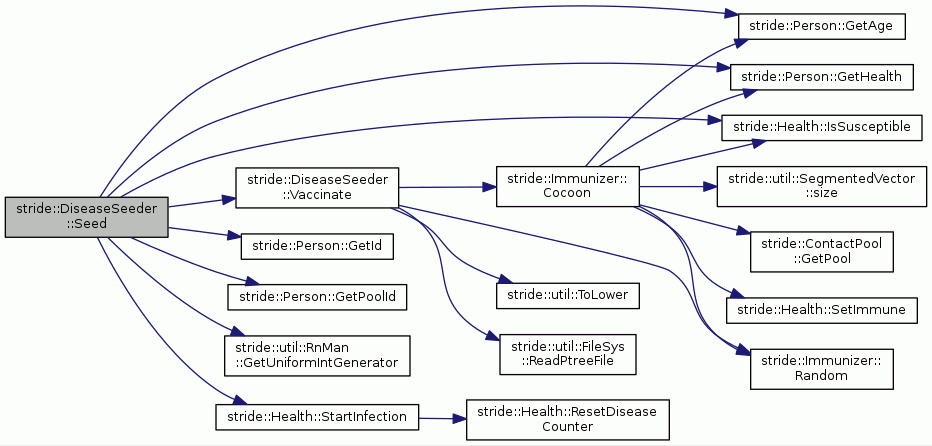 stride::Person::GetAge
stride::Person::GetHealth
stride::Health::IsSusceptible
stride::DiseaseSeeder
::Vaccinate
stride::Immunizer::
Cocoon
stride::util::SegmentedVector
::size
stride::DiseaseSeeder
::Seed
stride::Person::GetId
stride::ContactPool
::GetPool
stride::Person::GetPoolId
stride::util::ToLower
stride::Health::SetImmune
stride::util::RnMan
::GetUniformIntGenerator
stride::util::FileSys
::ReadPtreeFile
stride::Immunizer::
Random
stride::Health::StartInfection
stride::Health::ResetDisease
Counter